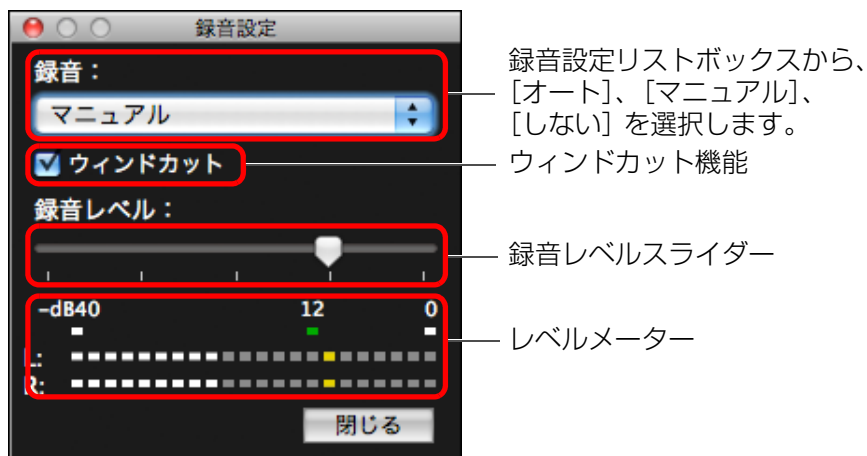 録音設定
録音：
マニュアル
ウィンドカット
録音レベル：
-dB40 12 0
L:
R:
閉じる
録音設定リストボックスから、
［オート］、［マニュアル］、
［しない］を選択します。
ウィンドカット機能
録音レベルスライダー
レベルメーター